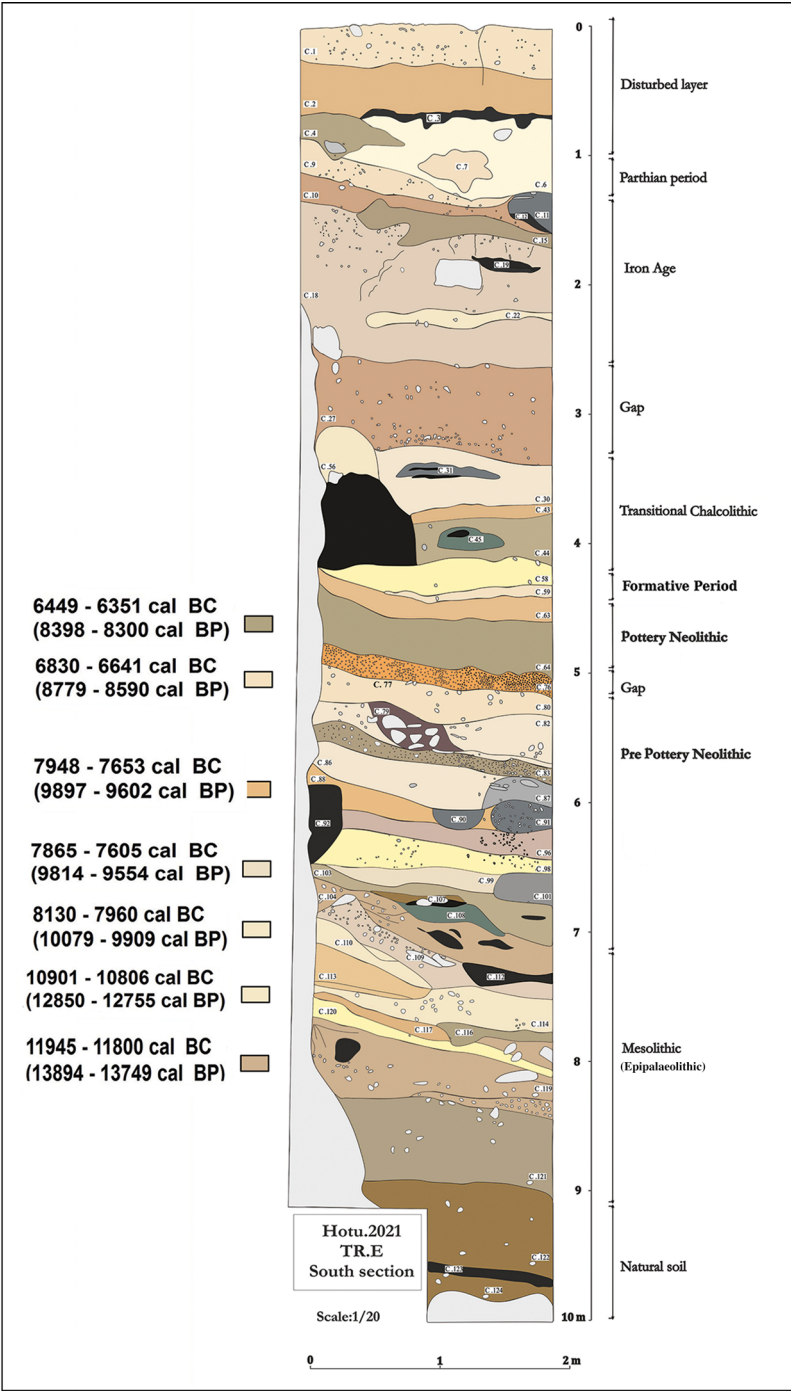 0
C.1
Disturbed layer
C.2
C.3
C.4
1
C.9
C.7
Parthian period
C.6
C.10
C.12
C.11
C.15
Iron Age
C.19
2
C.18
C.22
Gap
3
C.27
C.56
C.31
C.30
C.43
Transitional Chalcolithic
C.45
4
C.44
C.58
Formative Period
C.59
6449 - 6351 cal BC
(8398 - 8300 cal BP)
C.63
Pottery Neolithic
C.64
5
6830 - 6641 cal BC
(8779 - 8590 cal BP)
C. 77
C.76
Gap
C.80
C.79
C.82
Pre Pottery Neolithic
7948 - 7653 cal BC
(9897 - 9602 cal BP)
C.86
C.83
C.88
C.87
6
C.92
C.90
C.91
7865 - 7605 cal BC
(9814 - 9554 cal BP)
C.96
C.98
C.103
C.99
C.101
C.104
C.107
C.108
8130 - 7960 cal BC
(10079 - 9909 cal BP)
7
C.110
C.109
C.112
C.113
10901 - 10806 cal BC
(12850 - 12755 cal BP)
C.120
C.117
C.116
C.114
11945 - 11800 cal BC
(13894 - 13749 cal BP)
8
Mesolithic
(Epipalaeolithic)
C.119
C.121
9
Hotu.2021
TR.E
South section
C.122
C.123
Natural soil
C.124
Scale:1/20
10 m
0
1
2 m